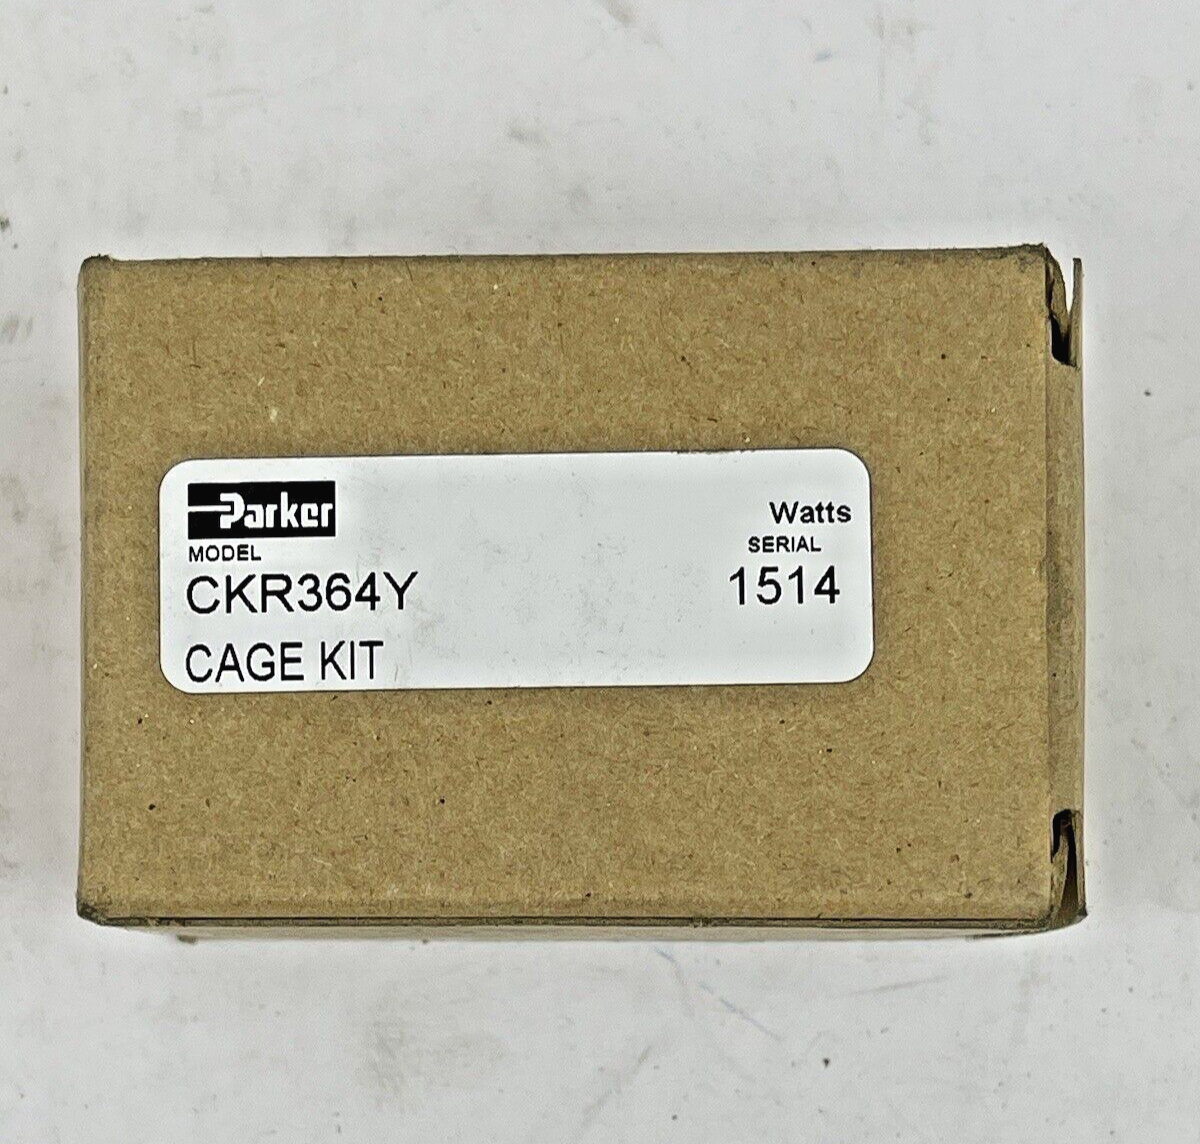 Parker
Watts
MODEL
SERIAL
CKR364Y
1514
CAGE KIT